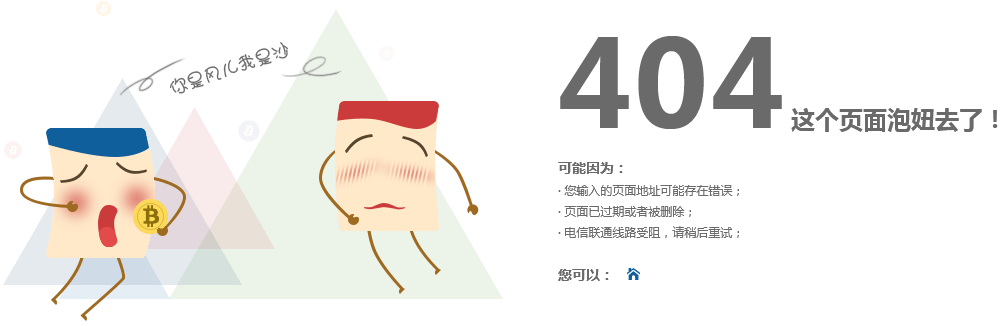 你是风儿我是沙
404 这个页面泡妞去了！
可能因为：
· 您输入的页面地址可能存在错误；
· 页面已过期或者被删除；
· 电信联通线路受阻，请稍后重试；
您可以：